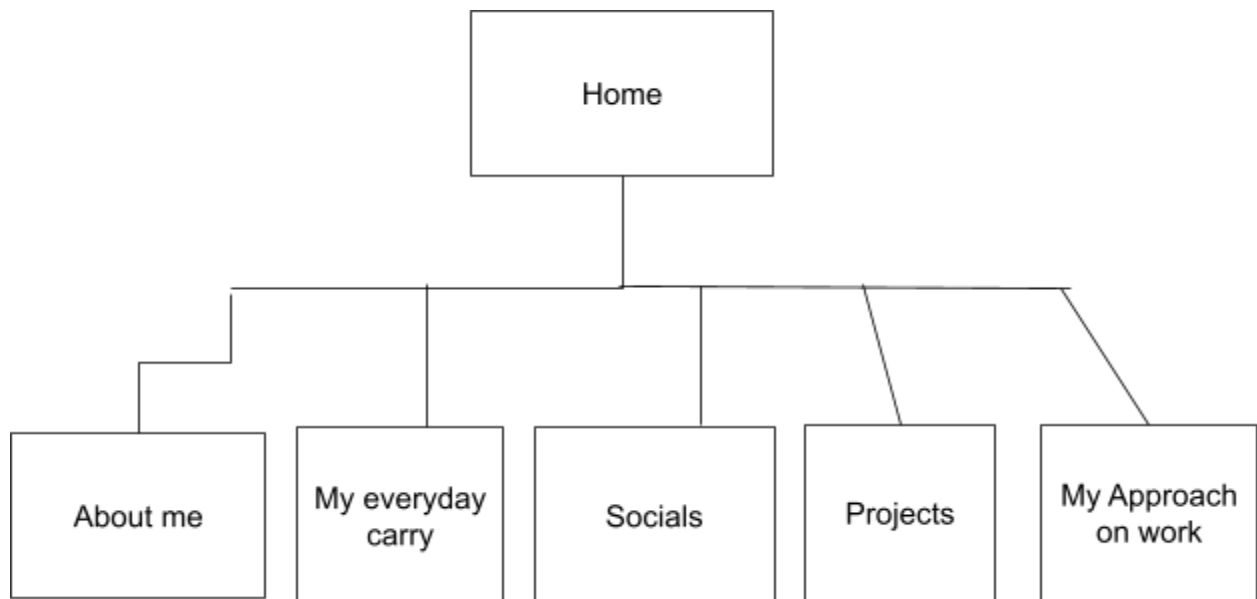 Home
About me
My everyday
carry
Socials
Projects
My Approach
on work